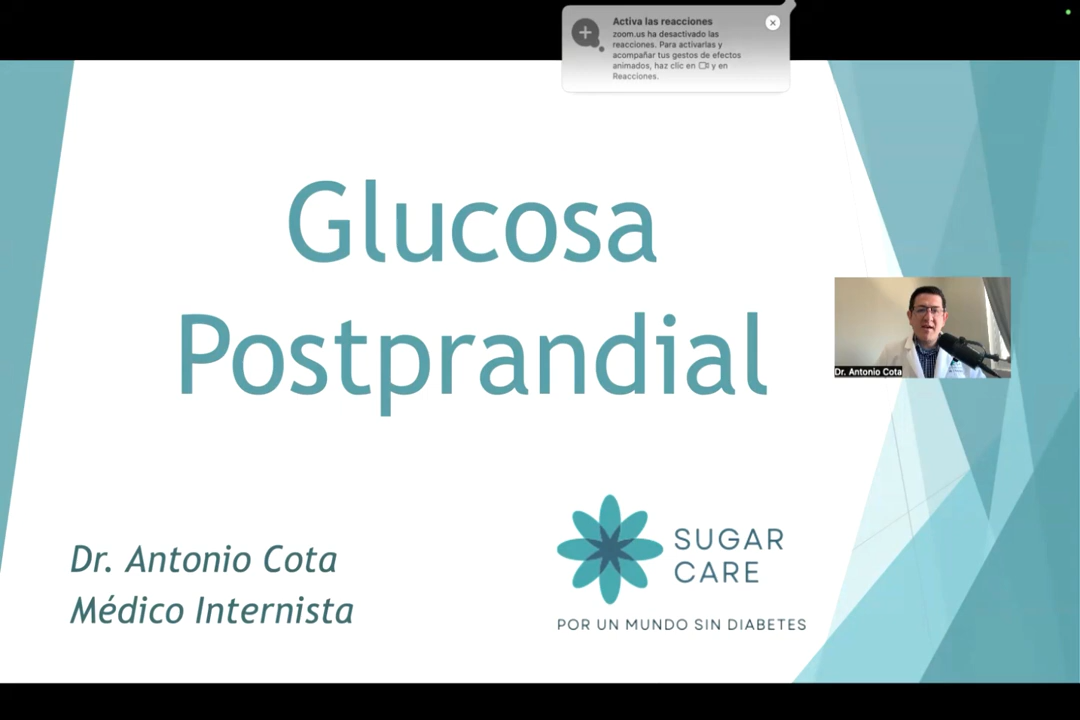 Activa las reacciones
zoom.us ha desactivado las
reacciones. Para activarlas y
acompañar tus gestos de efectos
animados, haz clic en y en
Reacciones.
Glucosa
Postprandial
Dr. Antonio Cota
Dr. Antonio Cota
Médico Internista
SUGAR
CARE
POR UN MUNDO SIN DIABETES